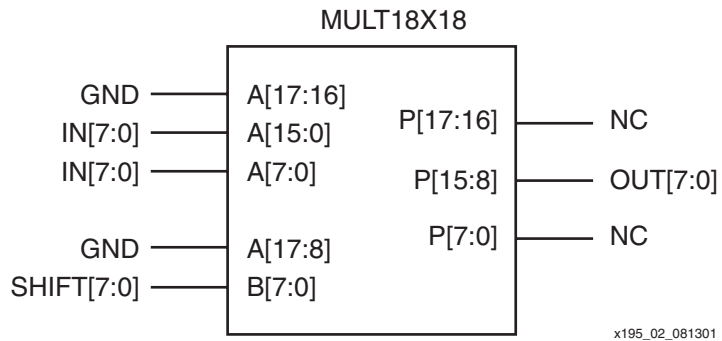 MULT18X18
GND A[17:16]
P[17:16] NC
IN[7:0] A[15:0]
IN[7:0] A[7:0]
P[15:8] OUT[7:0]
P[7:0] NC
GND A[17:8]
SHIFT[7:0] B[7:0]
x195_02_081301